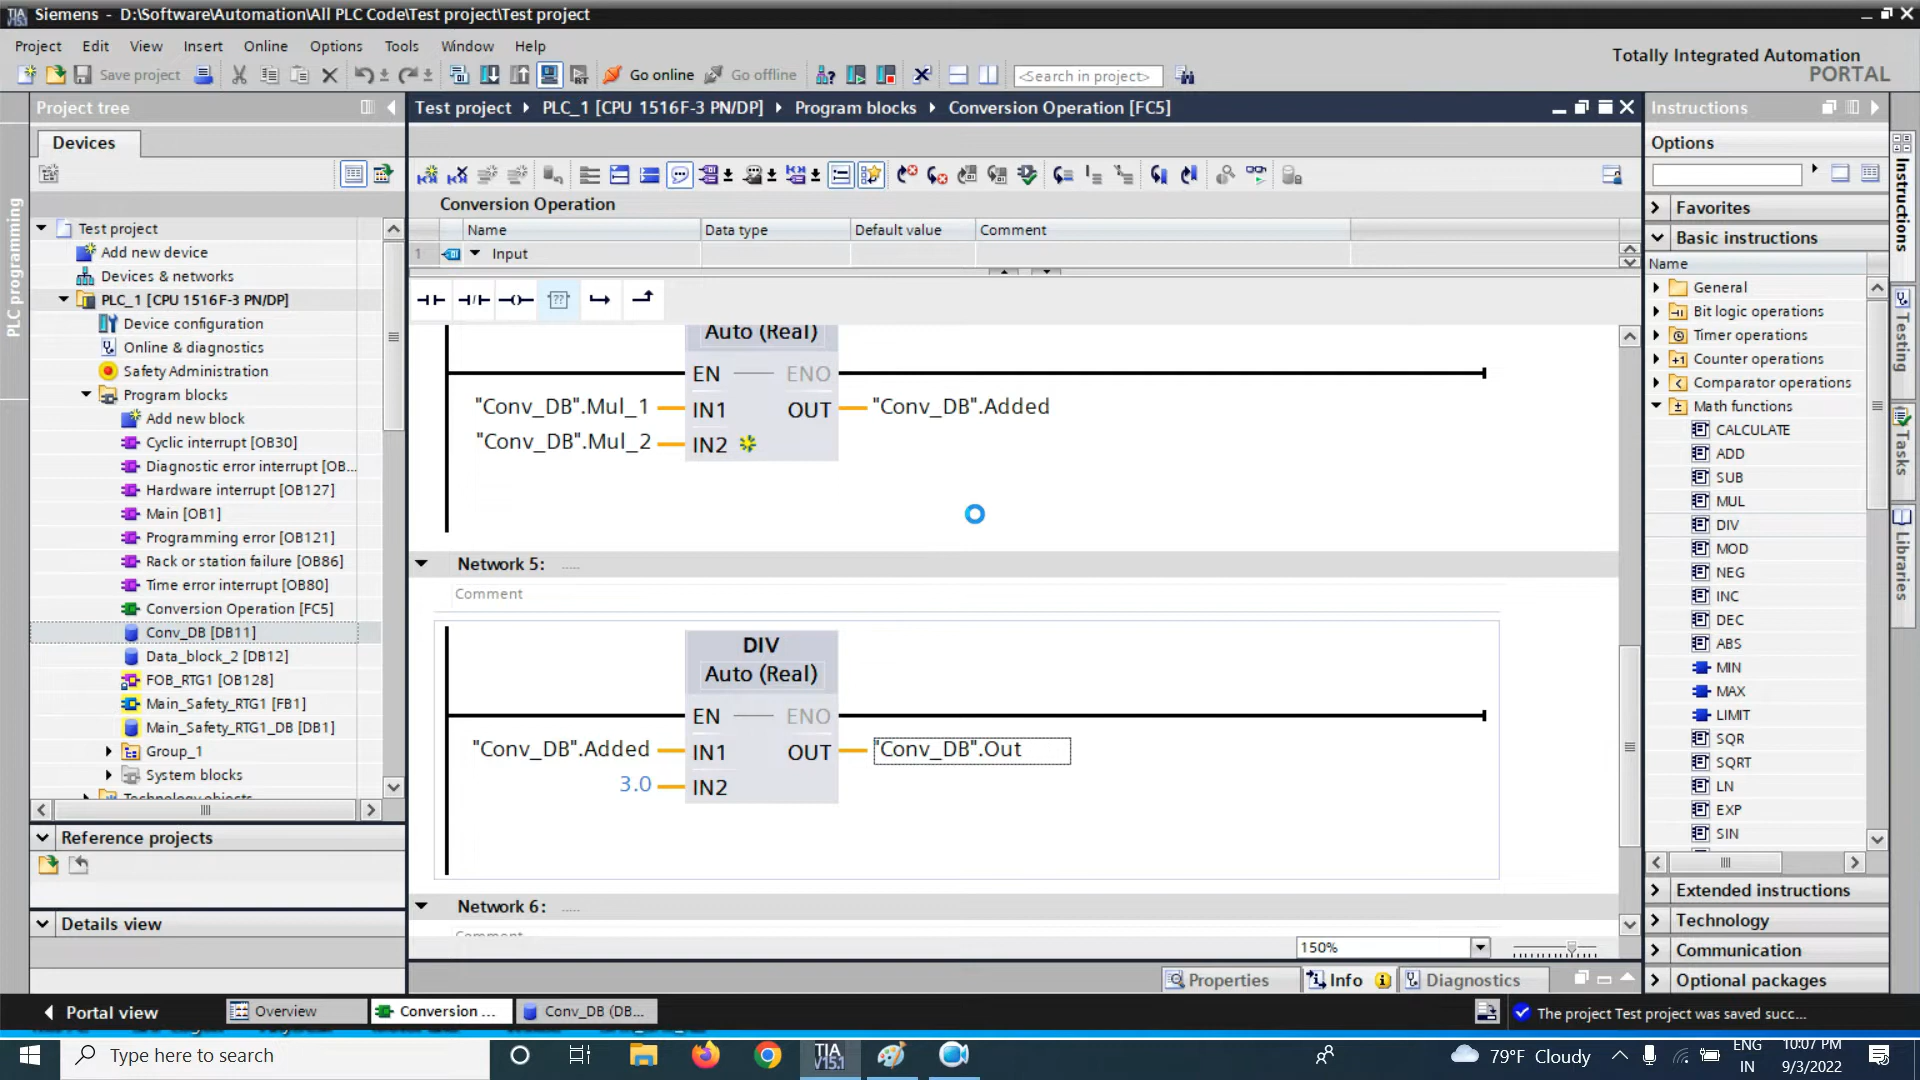 Siemens - D:\Software\Automation\All PLC Code\Test project\Test project
Project Edit View Insert Online Options Tools Window Help
Totally Integrated Automation
PORTAL
Save project
Go online
Go offline
<Search in project>
Project tree
Test project PLC_1 [CPU 1516F-3 PN/DP] Program blocks Conversion Operation [FC5]
Instructions
Devices
Options
PLC programming
Conversion Operation
Name Data type Default value Comment
1 Input
Test project
Add new device
Devices & networks
PLC_1 [CPU 1516F-3 PN/DP]
Device configuration
Online & diagnostics
Safety Administration
Program blocks
Add new block
Cyclic interrupt [OB30]
Diagnostic error interrupt [OB...
Hardware interrupt [OB127]
Main [OB1]
Programming error [OB121]
Rack or station failure [OB86]
Time error interrupt [OB80]
Conversion Operation [FC5]
Conv_DB [DB11]
Data_block_2 [DB12]
FOB_RTG1 [OB128]
Main_Safety_RTG1 [FB1]
Main_Safety_RTG1_DB [DB1]
Group_1
System blocks
Technology objects
Reference projects
Details view
??
Auto (Real)
EN ENO
"Conv_DB".Mul_1 IN1 OUT "Conv_DB".Added
"Conv_DB".Mul_2 IN2
Network 5: .....
Comment
DIV
Auto (Real)
EN ENO
"Conv_DB".Added IN1 OUT "Conv_DB".Out
3.0 IN2
Network 6: .....
Comment
150%
Properties Info Diagnostics
Favorites
Basic instructions
Name
General
Bit logic operations
Timer operations
Counter operations
Comparator operations
Math functions
CALCULATE
ADD
SUB
MUL
DIV
MOD
NEG
INC
DEC
ABS
MIN
MAX
LIMIT
SQR
SQRT
LN
EXP
SIN
Extended instructions
Technology
Communication
Optional packages
Instructions
Testing
Tasks
Libraries
Portal view
Overview
Conversion ...
Conv_DB (DB...
The project Test project was saved succ...
Type here to search
TIA
V15.1
79°F Cloudy
ENG
IN
10:07 PM
9/3/2022